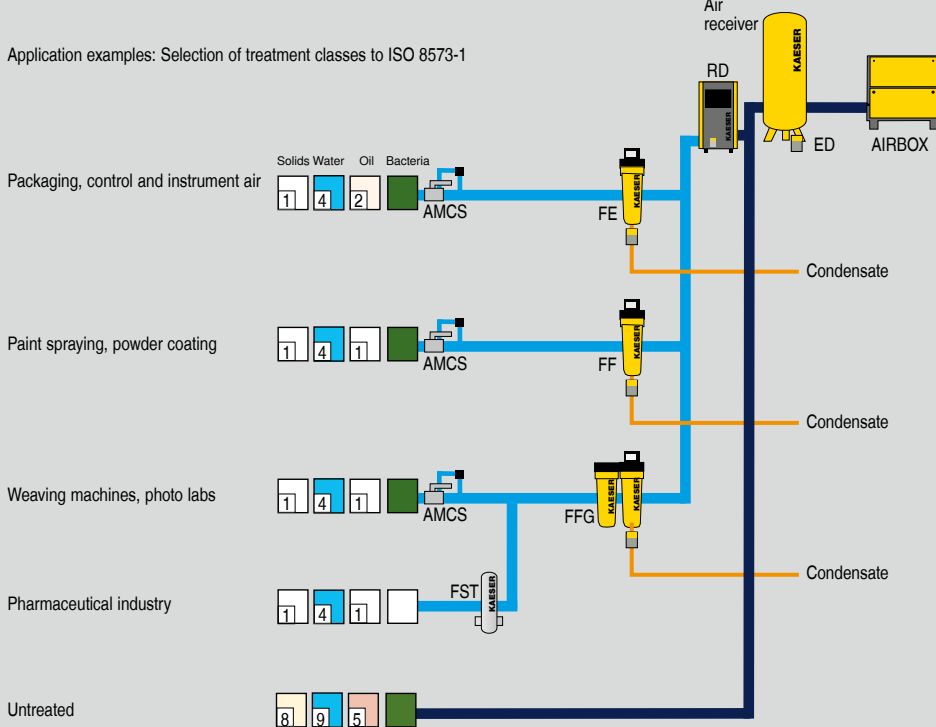 Air
receiver
Application examples: Selection of treatment classes to ISO 8573-1
KAESER
RD
KAESER
ED
AIRBOX
Solids Water Oil Bacteria
Packaging, control and instrument air
1 4 2
AMCS
FE
KAESER
Condensate
Paint spraying, powder coating
1 4 1
AMCS
FF
KAESER
Condensate
Weaving machines, photo labs
1 4 1
AMCS
FFG
KAESER
KAESER
Condensate
Pharmaceutical industry
1 4 1
FST
KAESER
Untreated
8 9 5